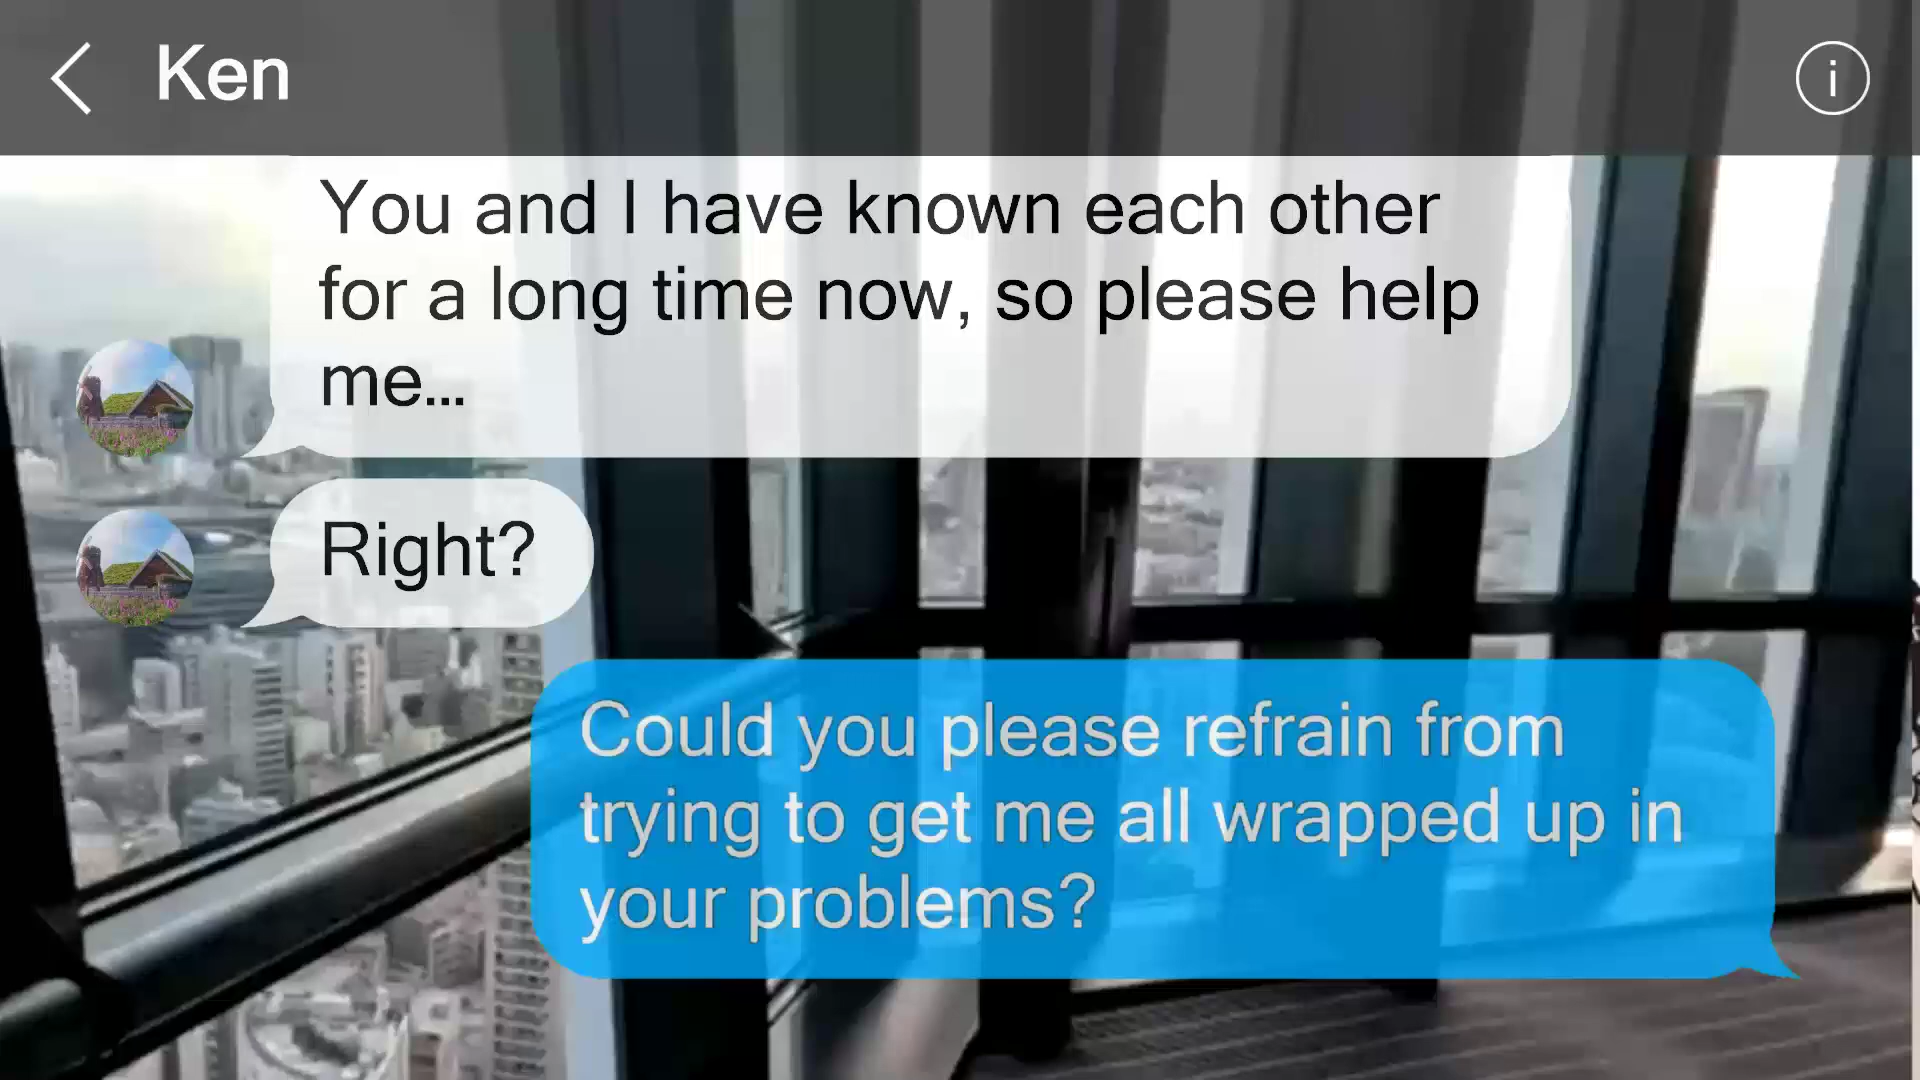 Ken
You and I have known each other
for a long time now, so please help
me...
Right?
Could you please refrain from
trying to get me all wrapped up in
your problems?